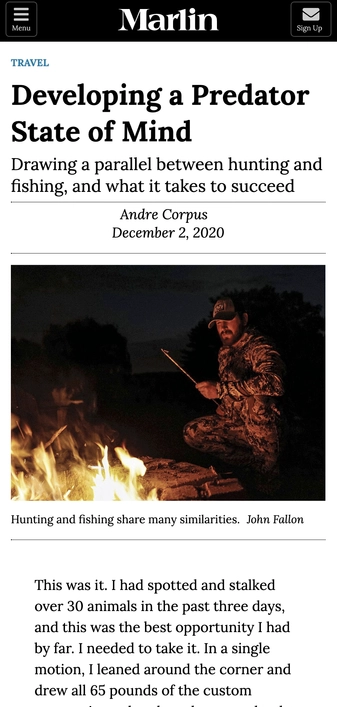 Marlin
Menu
Sign Up
TRAVEL
Developing a Predator
State of Mind
Drawing a parallel between hunting and
fishing, and what it takes to succeed
Andre Corpus
December 2, 2020
Hunting and fishing share many similarities. John Fallon
This was it. I had spotted and stalked
over 30 animals in the past three days,
and this was the best opportunity I had
by far. I needed to take it. In a single
motion, I leaned around the corner and
drew all 65 pounds of the custom